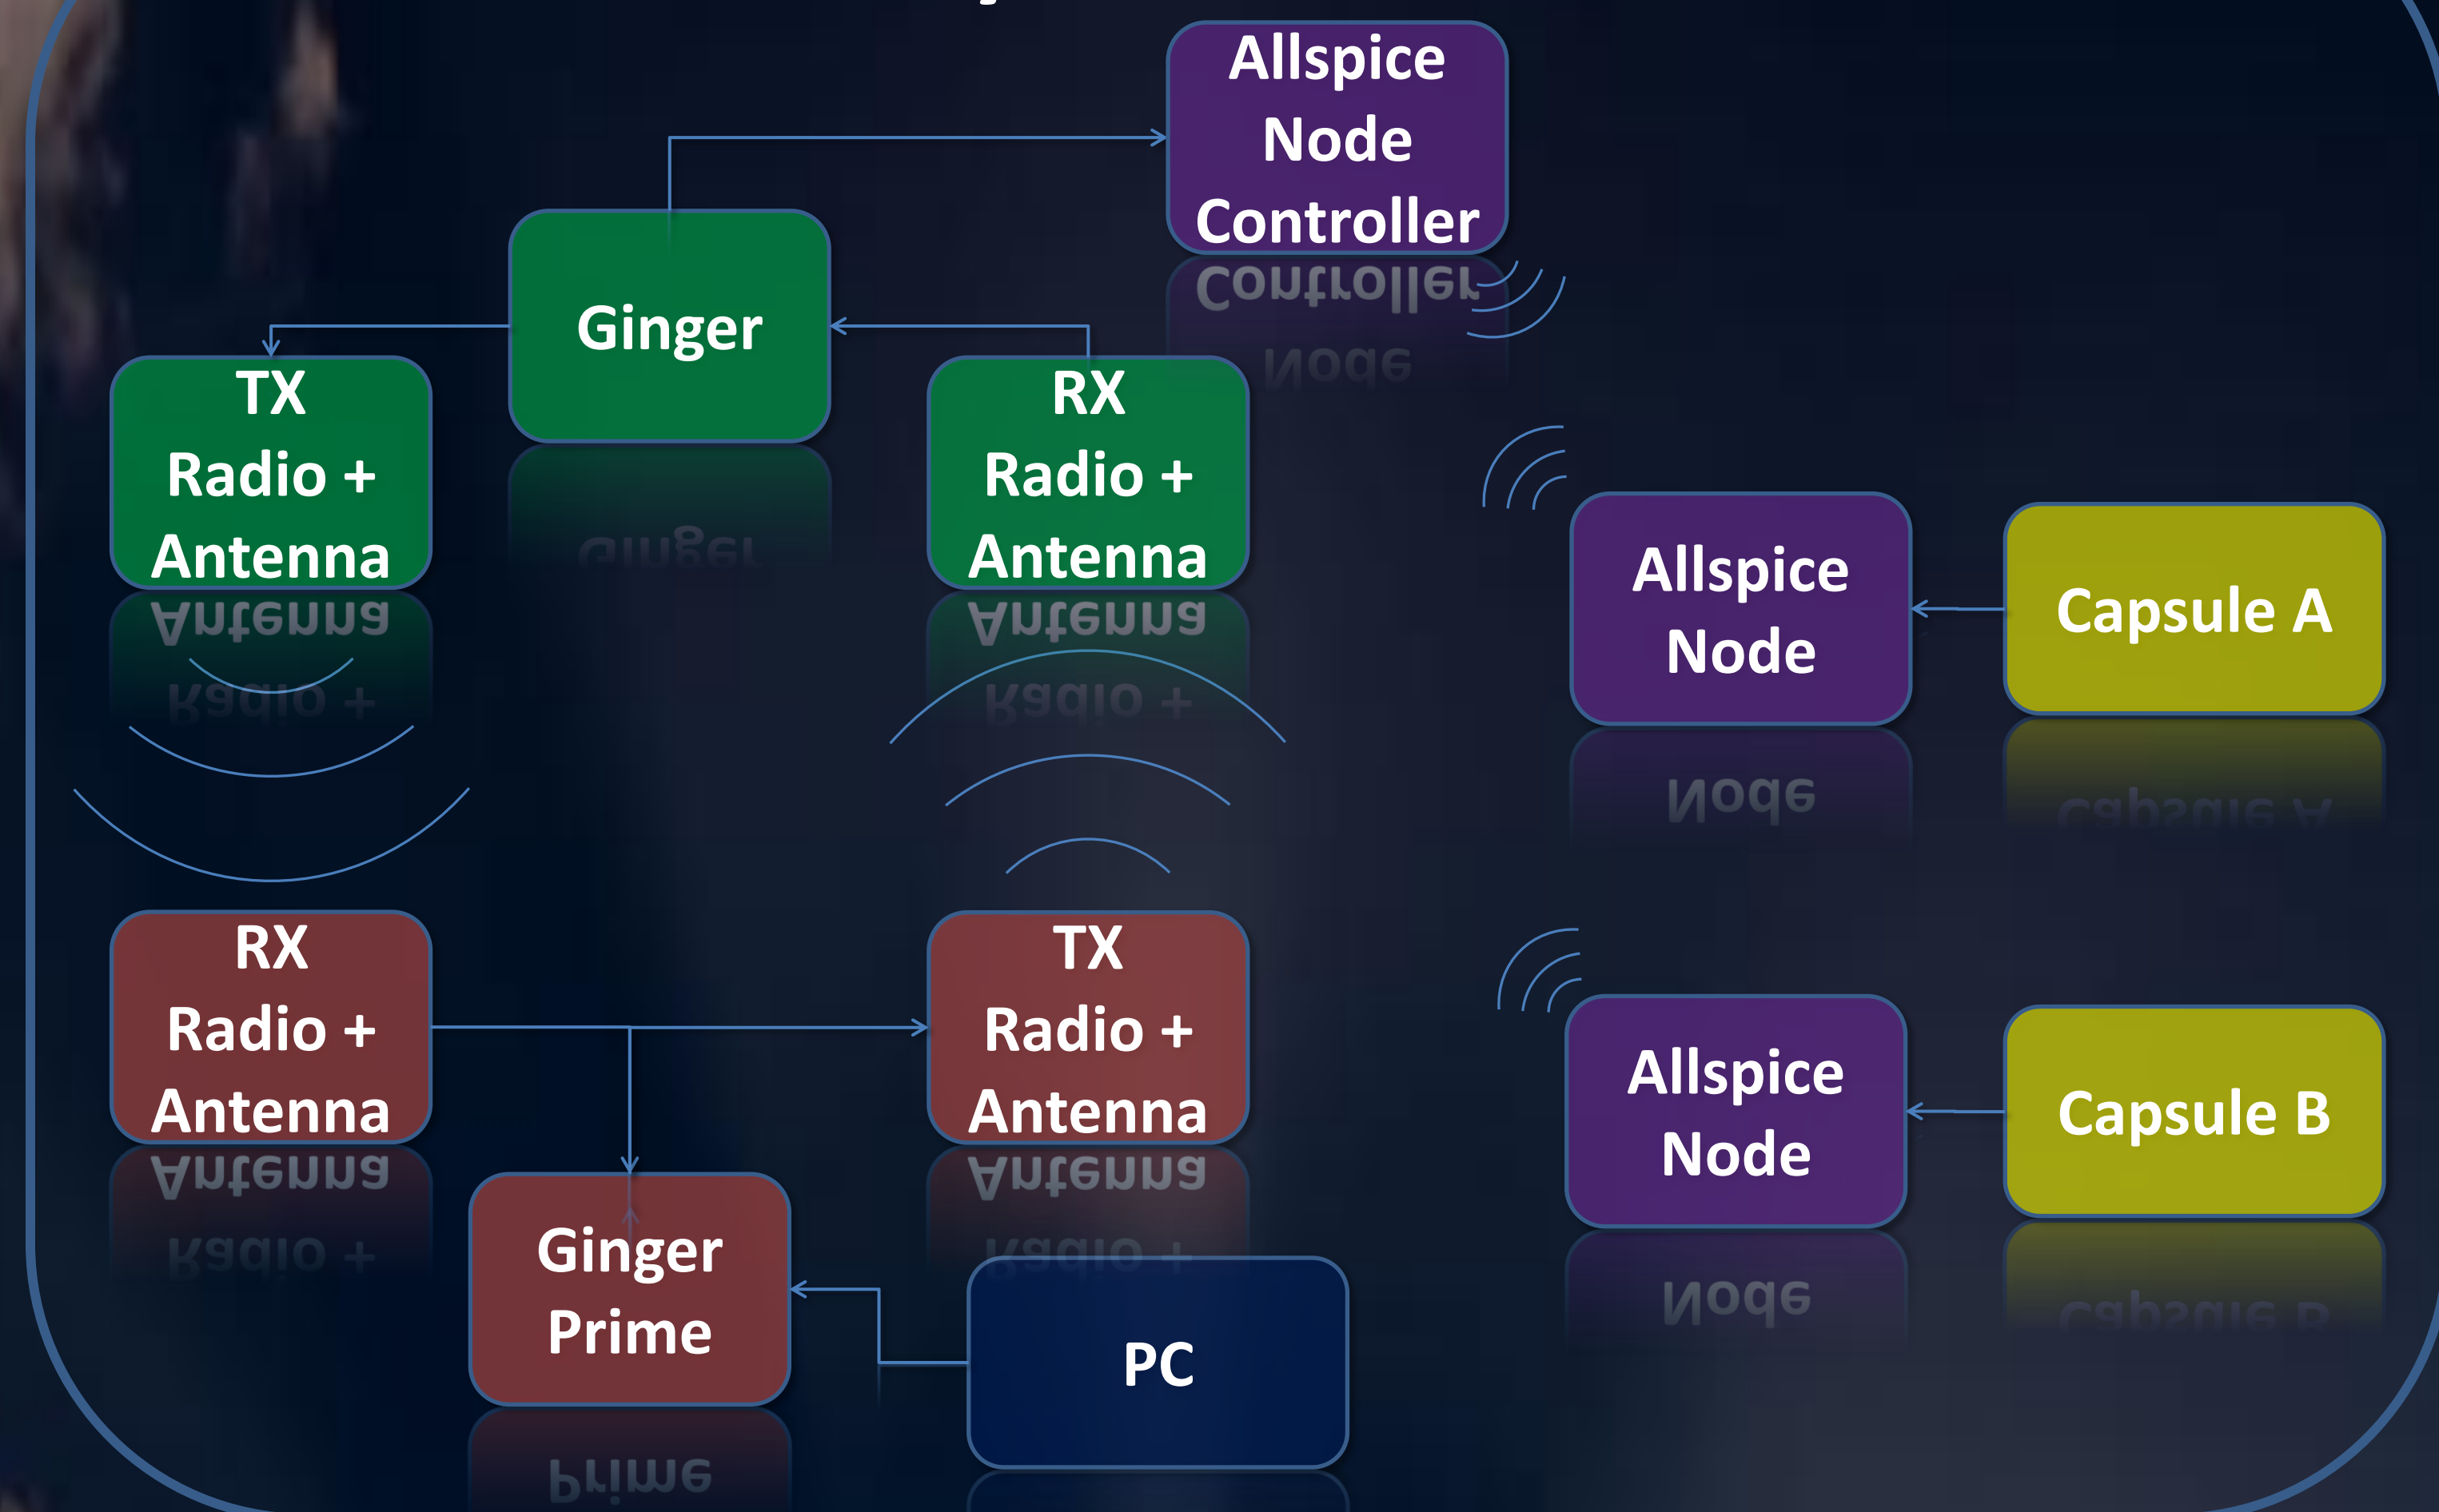 Allspice
Node
Controller
Ginger
TX
Radio +
Antenna
RX
Radio +
Antenna
Allspice
Node
Capsule A
RX
Radio +
Antenna
TX
Radio +
Antenna
Allspice
Node
Capsule B
Ginger
Prime
PC